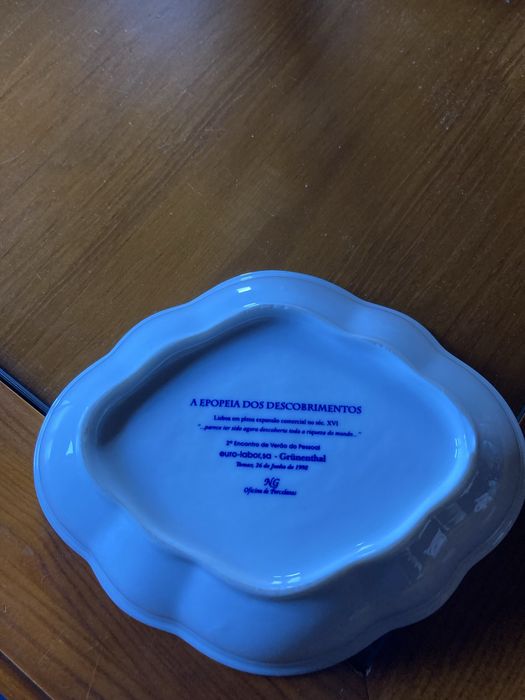 A EPOPEIA DOS DESCOBRIMENTOS
Lisboa em plena expansão comercial no séc. XVI
"...parece ter sido agora descoberta toda a riqueza do mundo..."
2º Encontro de Verão do Pessoal
euro-labor,sa - Grünenthal
Tomar, 26 de Junho de 1992
NG
Oficina de Porcelanas